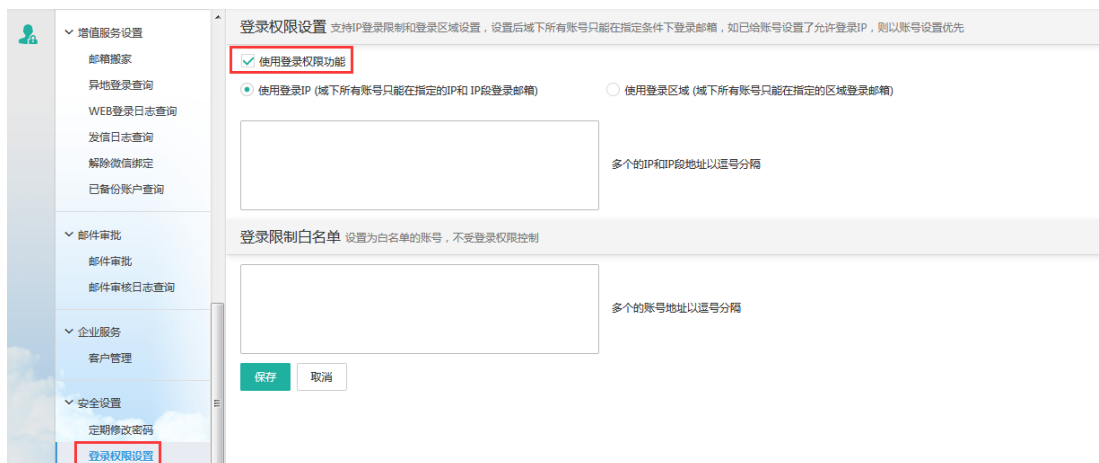 增值服务设置
邮箱搬家
异地登录查询
WEB登录日志查询
发信日志查询
解除微信绑定
已备份账户查询
邮件审批
邮件审批
邮件审核日志查询
企业服务
客户管理
安全设置
定期修改密码
登录权限设置
登录权限设置 支持IP登录限制和登录区域设置，设置后域下所有账号只能在指定条件下登录邮箱，如已给账号设置了允许登录IP，则以账号设置优先
使用登录权限功能
使用登录IP (域下所有账号只能在指定的IP和 IP段登录邮箱) 使用登录区域 (域下所有账号只能在指定的区域登录邮箱)
多个的IP和IP段地址以逗号分隔
登录限制白名单 设置为白名单的账号，不受登录权限控制
多个的账号地址以逗号分隔
保存 取消